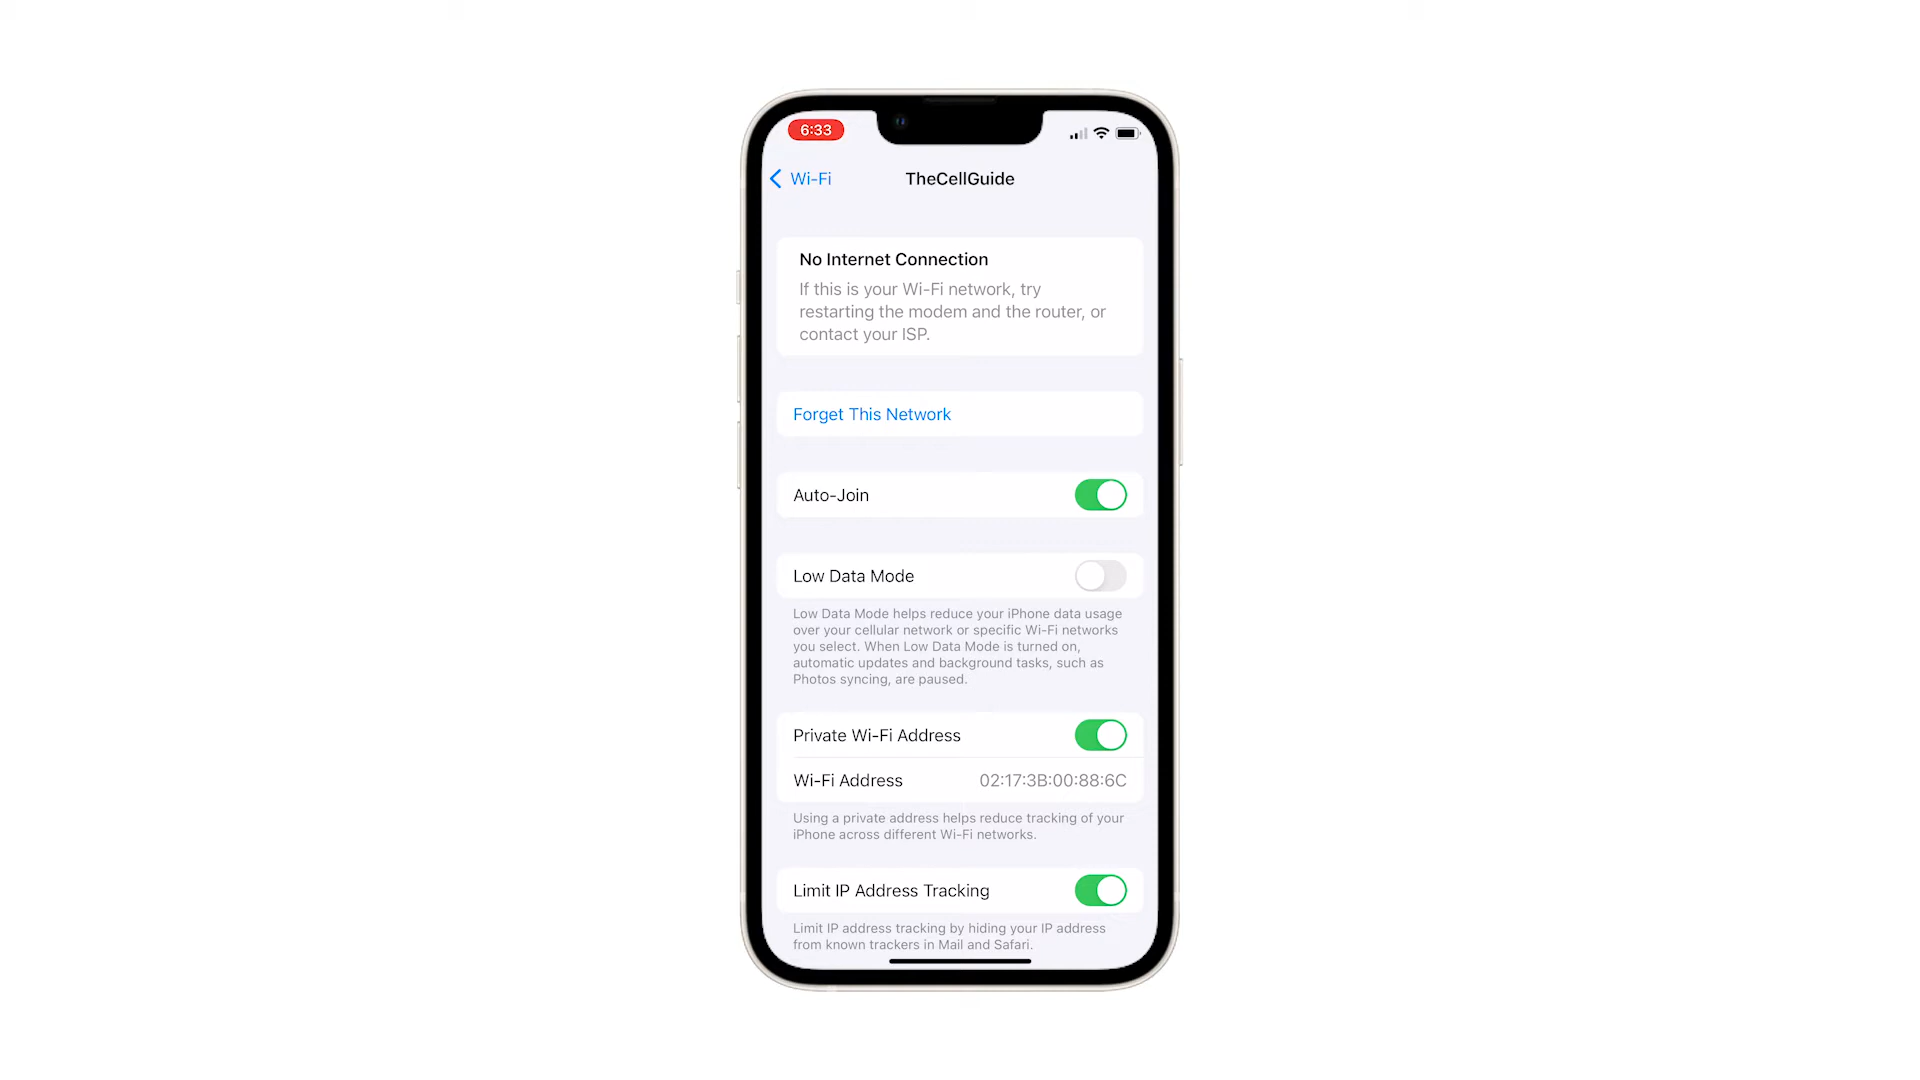 6:33
Wi-Fi
TheCellGuide
No Internet Connection
If this is your Wi-Fi network, try
restarting the modem and the router, or
contact your ISP.
Forget This Network
Auto-Join
Low Data Mode
Low Data Mode helps reduce your iPhone data usage
over your cellular network or specific Wi-Fi networks
you select. When Low Data Mode is turned on,
automatic updates and background tasks, such as
Photos syncing, are paused.
Private Wi-Fi Address
Wi-Fi Address 02:17:3B:00:88:6C
Using a private address helps reduce tracking of your
iPhone across different Wi-Fi networks.
Limit IP Address Tracking
Limit IP address tracking by hiding your IP address
from known trackers in Mail and Safari.